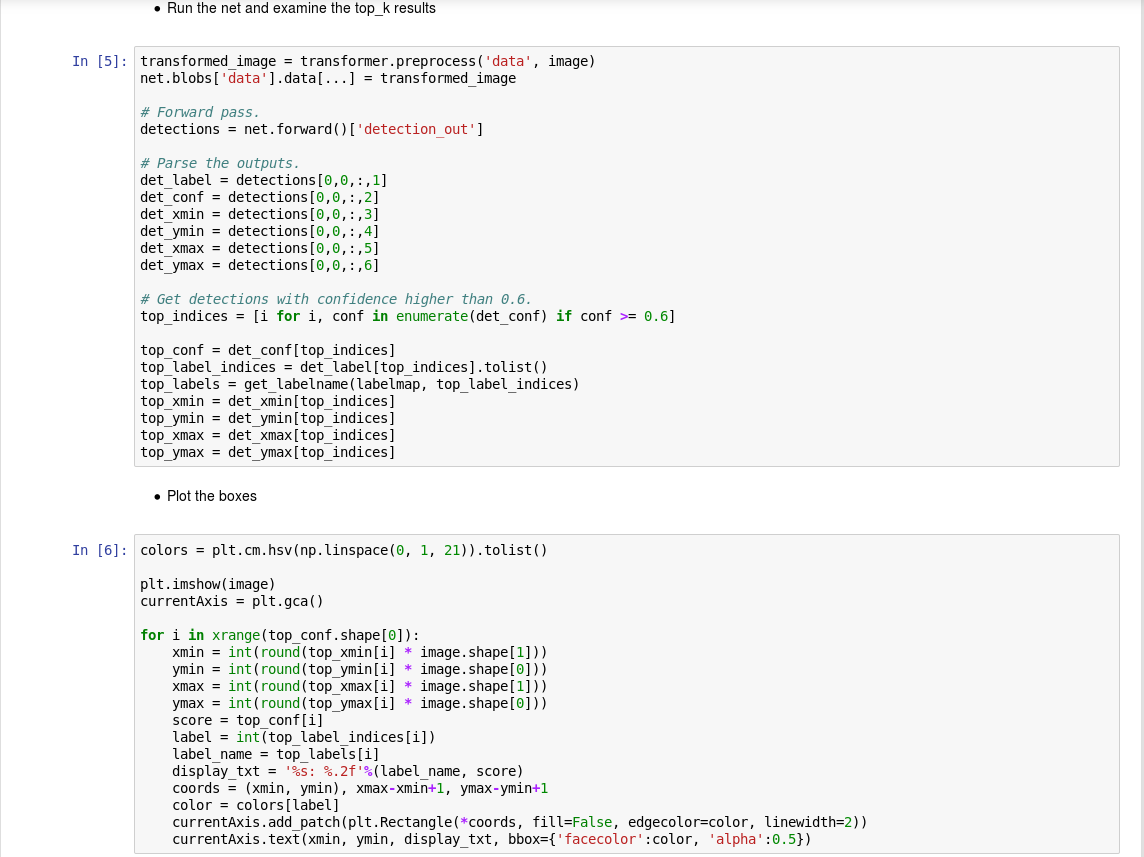 • Run the net and examine the top_k results
In [5]: transformed_image = transformer.preprocess('data', image)
net.blobs['data'].data[...] = transformed_image
# Forward pass.
detections = net.forward()['detection_out']
# Parse the outputs.
det_label = detections[0,0,:,1]
det_conf = detections[0,0,:,2]
det_xmin = detections[0,0,:,3]
det_ymin = detections[0,0,:,4]
det_xmax = detections[0,0,:,5]
det_ymax = detections[0,0,:,6]
# Get detections with confidence higher than 0.6.
top_indices = [i for i, conf in enumerate(det_conf) if conf >= 0.6]
top_conf = det_conf[top_indices]
top_label_indices = det_label[top_indices].tolist()
top_labels = get_labelname(labelmap, top_label_indices)
top_xmin = det_xmin[top_indices]
top_ymin = det_ymin[top_indices]
top_xmax = det_xmax[top_indices]
top_ymax = det_ymax[top_indices]
• Plot the boxes
In [6]: colors = plt.cm.hsv(np.linspace(0, 1, 21)).tolist()
plt.imshow(image)
currentAxis = plt.gca()
for i in xrange(top_conf.shape[0]):
    xmin = int(round(top_xmin[i] * image.shape[1]))
    ymin = int(round(top_ymin[i] * image.shape[0]))
    xmax = int(round(top_xmax[i] * image.shape[1]))
    ymax = int(round(top_ymax[i] * image.shape[0]))
    score = top_conf[i]
    label = int(top_label_indices[i])
    label_name = top_labels[i]
    display_txt = '%s: %.2f'%(label_name, score)
    coords = (xmin, ymin), xmax-xmin+1, ymax-ymin+1
    color = colors[label]
    currentAxis.add_patch(plt.Rectangle(*coords, fill=False, edgecolor=color, linewidth=2))
    currentAxis.text(xmin, ymin, display_txt, bbox={'facecolor':color, 'alpha':0.5})